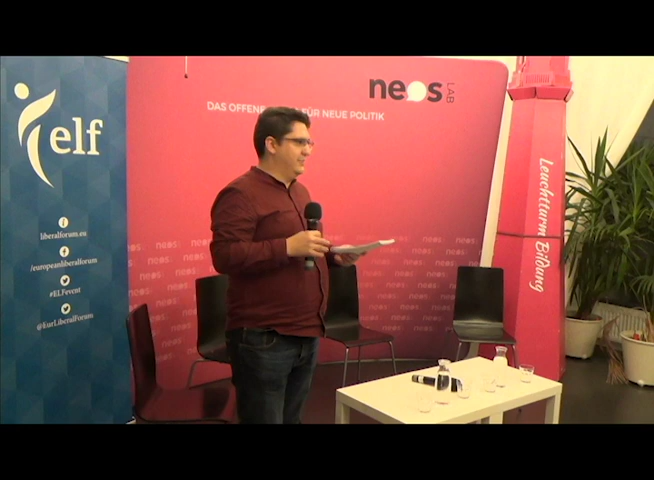 elf
liberalforum.eu
/europeanliberalforum
#ELFevent
@EurLiberalForum
neos LAB
DAS OFFENE
FÜR NEUE POLITIK
Leuchtturm Bildung